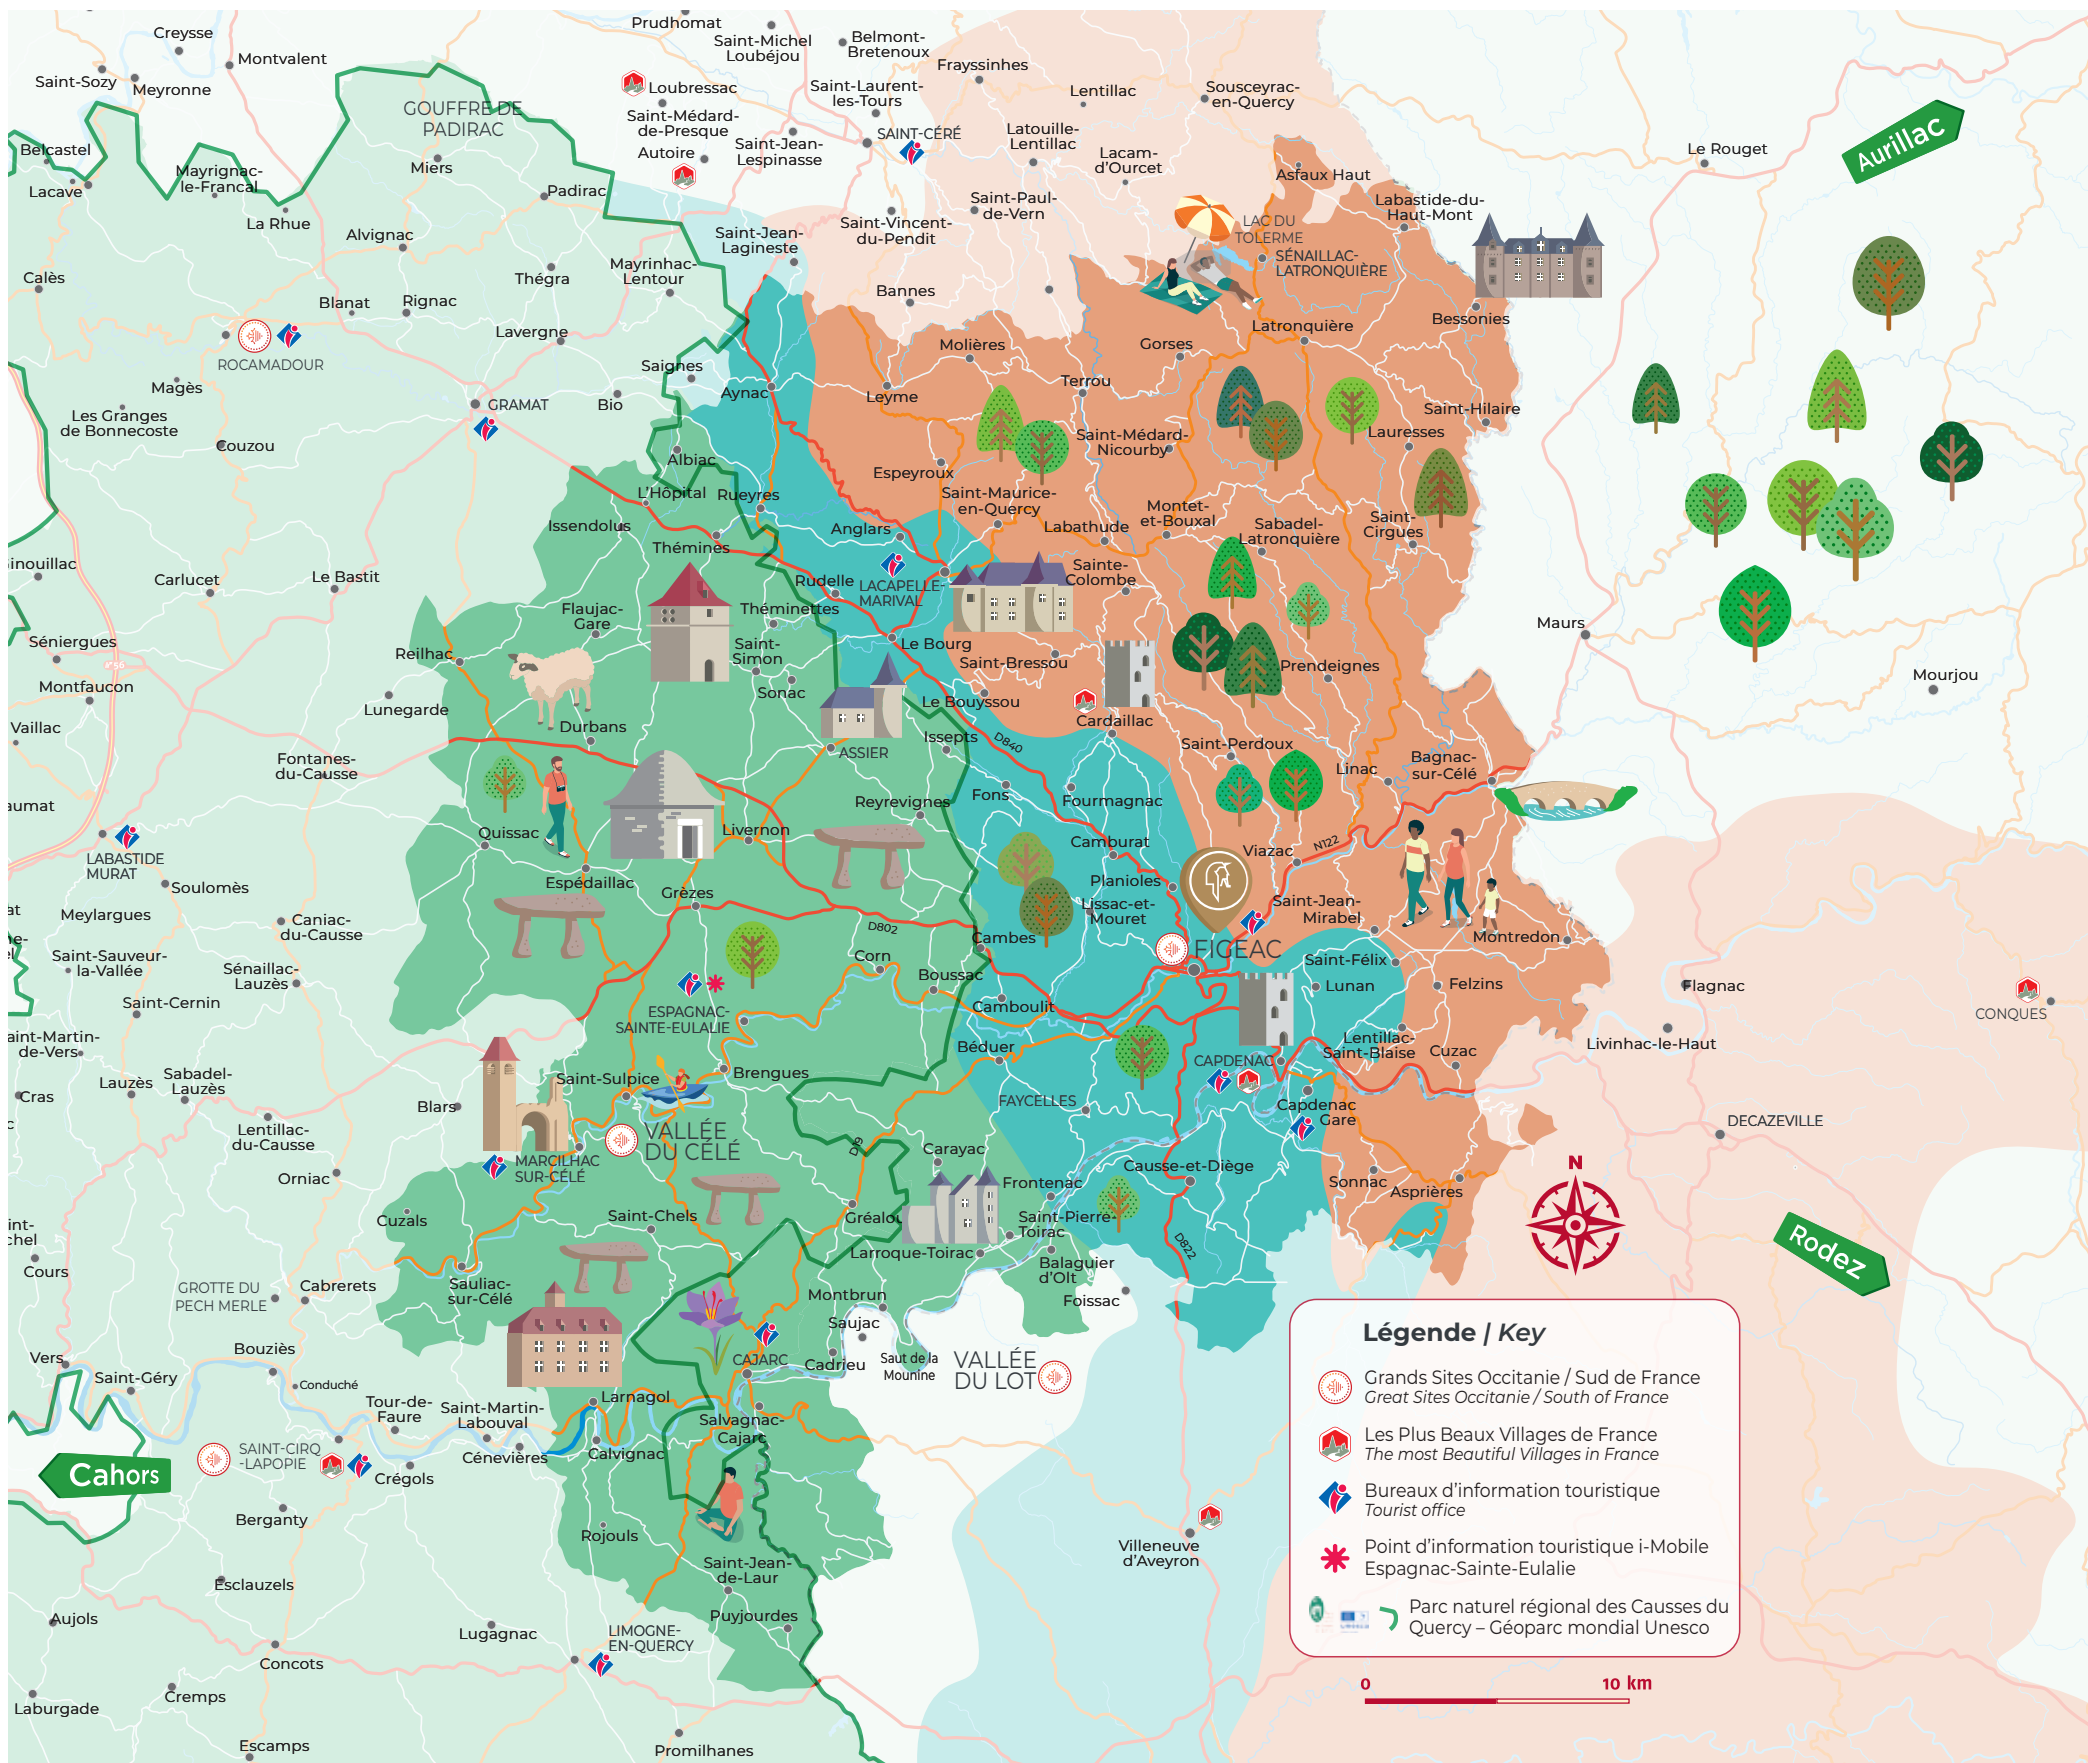 Creysse
Montvalent
Saint-Sozy
Meyronne
Belcastel
Lacave
Mayrignac-
le-Francal
La Rhue
GOUFFRE DE
PADIRAC
Miers
Padirac
Alvignac
Calès
Thégra
Mayrinhac-
Lentour
Blanat
Rignac
Lavergne
ROCAMADOUR
Magès
Les Granges
de Bonnecoste
Couzou
GRAMAT
Bio
Saignes
Prudhomat
Saint-Michel
Loubéjou
Belmont-
Bretenoux
Loubressac
Saint-Médard-
de-Presque
Autoire
Saint-Jean-
Lespinasse
Saint-Laurent-
les-Tours
SAINT-CÉRÉ
Frayssinhes
Lentillac
Sousceyrac-
en-Quercy
Latouille-
Lentillac
Lacam-
d'Ourcet
Saint-Paul-
de-Vern
Saint-Vincent-
du-Pendit
Saint-Jean-
Lagineste
Bannes
Asfaux Haut
Labastide-du-
Haut-Mont
LAC DU
TOLERME
SÉNAILLAC-
LATRONQUIÈRE
Bessonies
Latronquière
Gorses
Molières
Terrou
Leyme
Aynac
Saint-Hilaire
Lauresses
Saint-Médard-
Nicourby
Espeyroux
Saint-Maurice-
en-Quercy
Labathude
Montet-
et-Bouxal
Sabadel-
Latronquière
Saint-
Cirgues
Anglars
Sainte-
Colombe
LACAPELLE-
MARIVAL
Le Rouget
Aurillac
Maurs
Mourjou
Albiac
L'Hôpital
Rueyres
Issendolus
Thémines
Rudelle
Théminettes
Flaujac-
Gare
Saint-
Simon
Sonac
Le Bourg
Saint-Bressou
Le Bouyssou
Issepts
D840
Cardaillac
Prendeignes
Saint-Perdoux
Linac
Bagnac-
sur-Célé
Carlucet
Le Bastit
Séniergues
Montfaucon
Vaillac
Reilhac
Lunegarde
Durbans
ASSIER
Fontanes-
du-Causse
Reyrevignes
Fons
Fourmagnac
Camburat
Viazac
N122
Planioles
Lissac-et-
Mouret
Quissac
Livernon
LABASTIDE
MURAT
Soulomès
Espédaillac
Grèzes
Meylargues
Caniac-
du-Causse
D802
Cambes
FIGEAC
Saint-Jean-
Mirabel
Montredon
Saint-Félix
Lunan
Felzins
Saint-Sauveur-
la-Vallée
Sénaillac-
Lauzès
Saint-Cernin
Corn
Boussac
Camboulit
ESPAGNAC-
SAINTE-EULALIE
Béduer
Lentillac-
Saint-Blaise
Cuzac
CAPDENAC
Flagnac
CONQUES
Livinhac-le-Haut
DECAZEVILLE
Lauzès
Sabadel-
Lauzès
Cras
Blars
Saint-Sulpice
Brengues
FAYCELLES
Capdenac
Gare
Lentillac-
du-Causse
Orniac
VALLÉE
DU CÉLÉ
MARCILHAC
SUR-CÉLÉ
D19
Carayac
Frontenac
Causse-et-Diège
Sonnac
Asprières
N
Cuzals
Saint-Chels
Saint-Pierre-
Toirac
Larroque-Toirac
Balaguier
d'Olt
Foissac
D822
Rodez
Cours
GROTTE DU
PECH MERLE
Cabrerets
Sauliac-
sur-Célé
Montbrun
Saujac
Cadrieu
Saut de la
Mounine
VALLÉE
DU LOT
CAJARC
Bouziès
Vers
Saint-Géry
Conduché
Tour-de-
Faure
Saint-Martin-
Labouval
Larnagol
Salvagnac-
Cajarc
Calvignac
Cénevières
SAINT-CIRQ
-LAPOPIE
Crégols
Cahors
Berganty
Rojouls
Saint-Jean-
de-Laur
Puyjourdes
Esclauzels
Aujols
Lugagnac
LIMOGNE-
EN-QUERCY
Concots
Cremps
Laburgade
Escamps
Promilhanes
Villeneuve
d'Aveyron
Légende / Key
Grands Sites Occitanie / Sud de France
Great Sites Occitanie / South of France
Les Plus Beaux Villages de France
The most Beautiful Villages in France
Bureaux d'information touristique
Tourist office
Point d'information touristique i-Mobile
Espagnac-Sainte-Eulalie
Parc naturel régional des Causses du
Quercy – Géoparc mondial Unesco
0
10 km